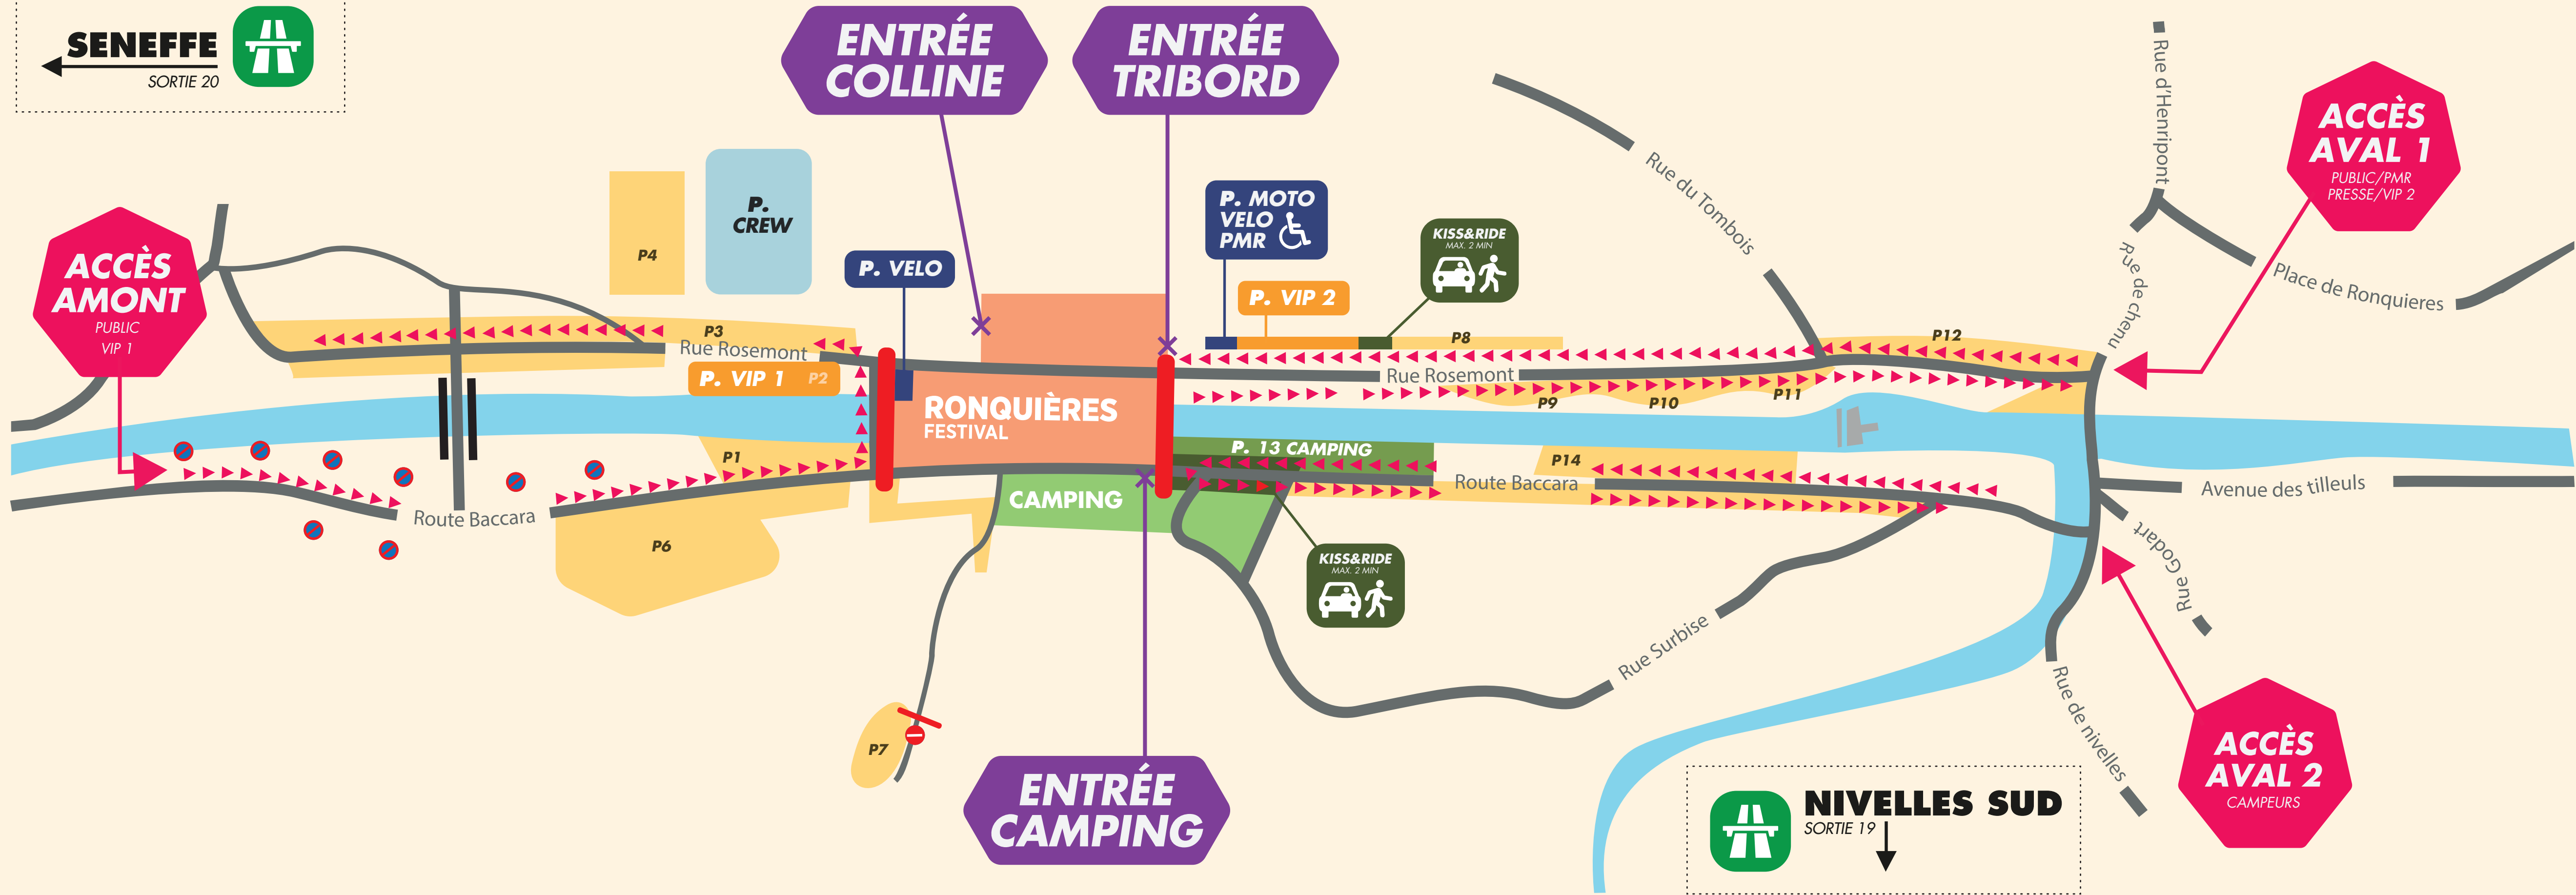 SENEFFE
SORTIE 20
ENTRÉE
COLLINE
ENTRÉE
TRIBORD
Rue d'Henripont
ACCÈS
AVAL 1
PUBLIC/PMR
PRESSE/VIP 2
Rue du Tombois
P4
P.
CREW
P. MOTO
VELO
PMR
KISS&RIDE
MAX. 2 MIN
ACCÈS
AMONT
PUBLIC
VIP 1
P. VELO
P. VIP 2
Rue de chenu
Place de Ronquieres
P3
Rue Rosemont
P. VIP 1 P2
P8
P12
Rue Rosemont
P9
P10
P11
RONQUIÈRES
FESTIVAL
P1
P. 13 CAMPING
P14
Route Baccara
Route Baccara
CAMPING
Avenue des tilleuls
Rue Godart
P6
KISS&RIDE
MAX. 2 MIN
Rue Surbise
Rue de nivelles
P7
ENTRÉE
CAMPING
NIVELLES SUD
SORTIE 19
ACCÈS
AVAL 2
CAMPEURS